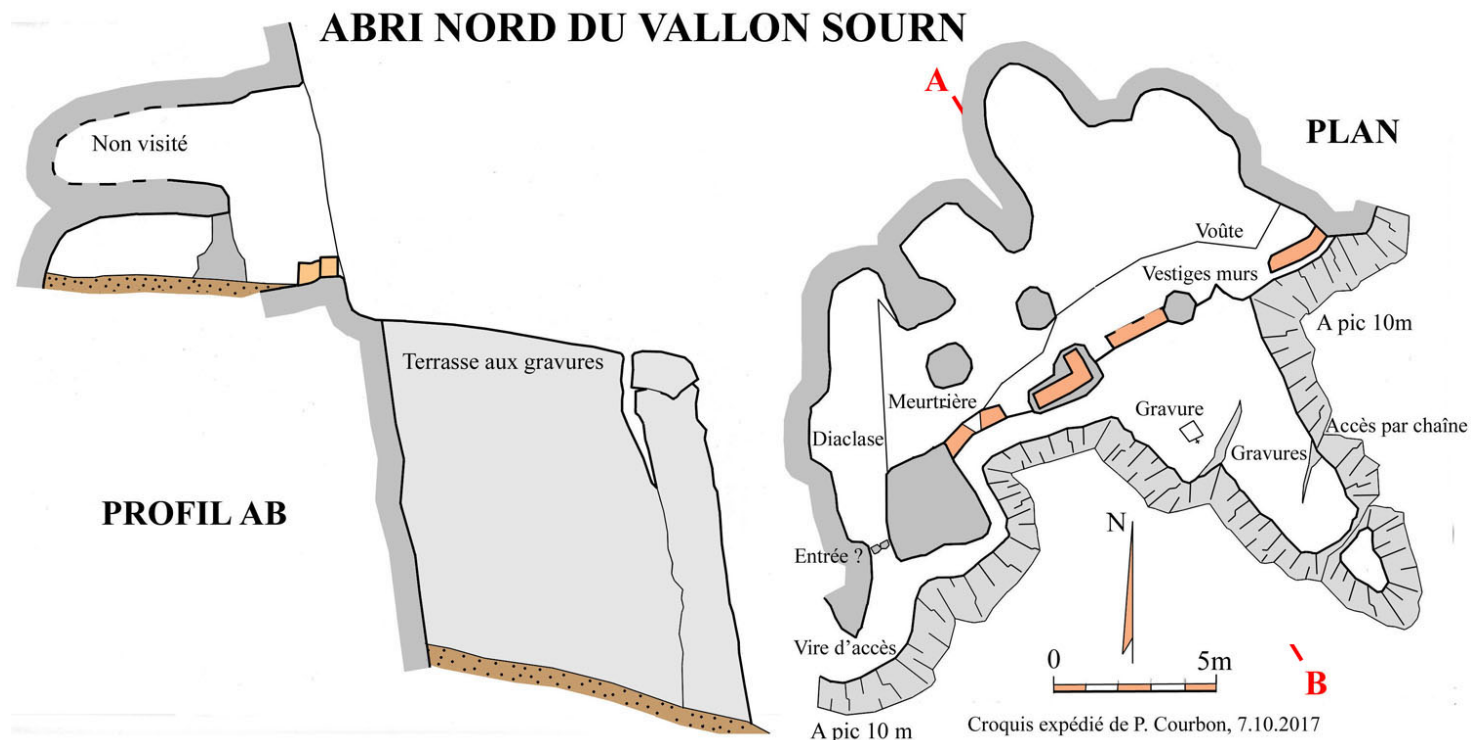 ABRI NORD DU VALLON SOURN
Non visité
Terrasse aux gravures
PROFIL AB
A
PLAN
Voûte
Vestiges murs
A pic 10m
Meurtrière
Diaclase
Gravure
Accès par chaîne
Gravures
N
Entrée ?
Vire d'accès
0 5m
B
A pic 10 m
Croquis expédié de P. Courbon, 7.10.2017